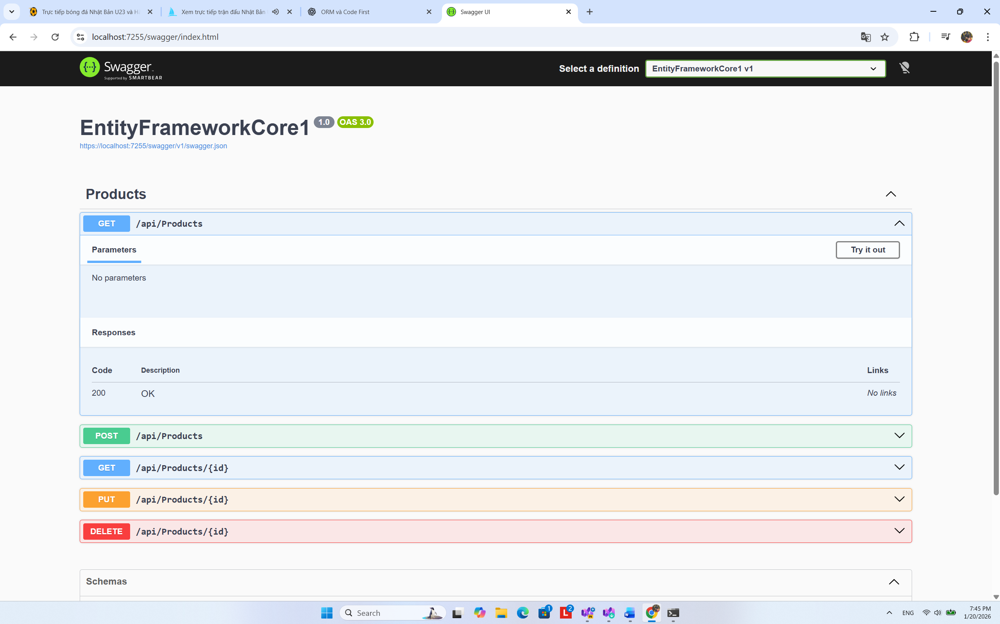 Trực tiếp bóng đá Nhật Bản U23 và Hà
Xem trực tiếp trận đấu Nhật Bản
ORM và Code First
Swagger UI
localhost:7255/swagger/index.html
Swagger
Supported by SMARTBEAR
Select a definition
EntityFrameworkCore1 v1
EntityFrameworkCore1 1.0 OAS 3.0
https://localhost:7255/swagger/v1/swagger.json
Products
GET /api/Products
Parameters
Try it out
No parameters
Responses
Code Description Links
200 OK No links
POST /api/Products
GET /api/Products/{id}
PUT /api/Products/{id}
DELETE /api/Products/{id}
Schemas
Search
1
2
ENG
7:45 PM
1/20/2026